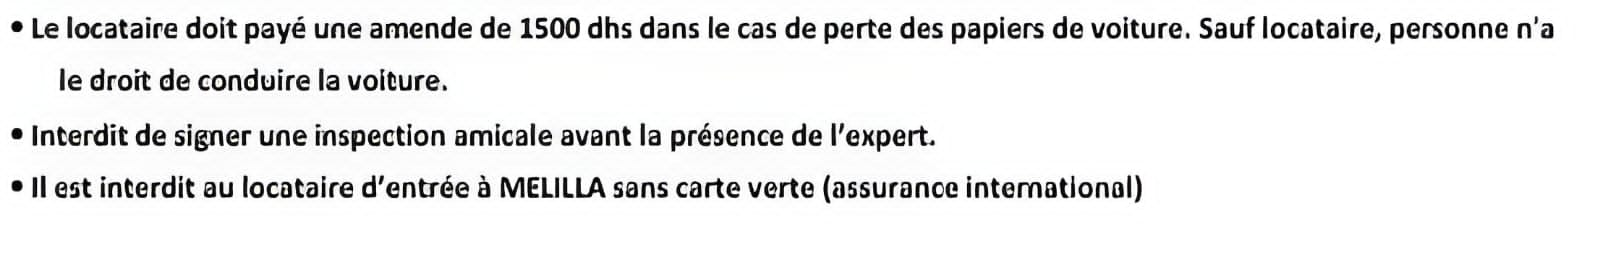 • Le locataire doit payé une amende de 1500 dhs dans le cas de perte des papiers de voiture. Sauf locataire, personne n'a
le droit de conduire la voiture.
• Interdit de signer une inspection amicale avant la présence de l'expert.
• Il est interdit au locataire d'entrée à MELILLA sans carte verte (assurance international)